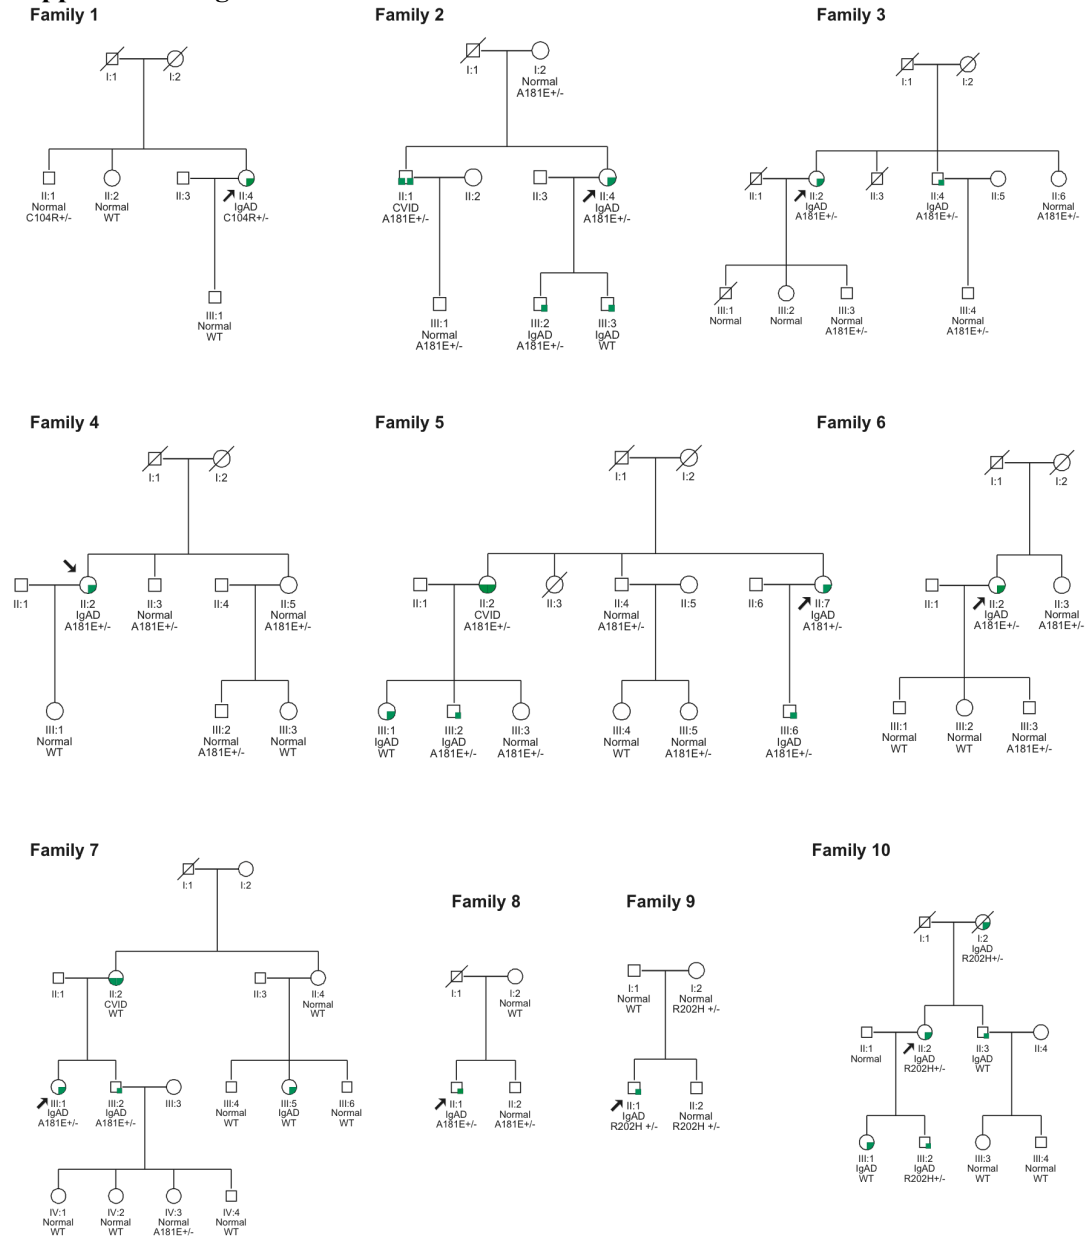 Family 1
Family 2
Family 3
I:1
I:2
I:1
I:2
Normal
A181E+/-
I:1
I:2
II:1
Normal
C104R+/-
II:2
Normal
WT
II:3
II:4
IgAD
C104R+/-
III:1
Normal
WT
II:1
CVID
A181E+/-
II:2
II:3
II:4
IgAD
A181E+/-
III:1
Normal
A181E+/-
III:2
IgAD
A181E+/-
III:3
IgAD
WT
II:1
II:2
IgAD
A181E+/-
II:3
II:4
IgAD
A181E+/-
II:5
II:6
Normal
A181E+/-
III:1
Normal
III:2
Normal
III:3
Normal
A181E+/-
III:4
Normal
A181E+/-
Family 4
Family 5
Family 6
I:1
I:2
II:1
II:2
IgAD
A181E+/-
II:3
Normal
A181E+/-
II:4
II:5
Normal
A181E+/-
III:1
Normal
WT
III:2
Normal
A181E+/-
III:3
Normal
WT
I:1
I:2
II:1
II:2
CVID
A181E+/-
II:3
II:4
Normal
A181E+/-
II:5
II:6
II:7
IgAD
A181+/-
III:1
IgAD
WT
III:2
IgAD
A181E+/-
III:3
Normal
A181E+/-
III:4
Normal
WT
III:5
Normal
A181E+/-
III:6
IgAD
A181E+/-
I:1
I:2
II:1
II:2
IgAD
A181E+/-
II:3
Normal
A181E+/-
III:1
Normal
WT
III:2
Normal
WT
III:3
Normal
A181E+/-
Family 7
Family 8
Family 9
Family 10
I:1
I:2
II:1
II:2
CVID
WT
II:3
II:4
Normal
WT
III:1
IgAD
A181E+/-
III:2
IgAD
A181E+/-
III:3
III:4
Normal
WT
III:5
IgAD
WT
III:6
Normal
WT
IV:1
Normal
WT
IV:2
Normal
WT
IV:3
Normal
A181E+/-
IV:4
Normal
WT
I:1
I:2
Normal
WT
II:1
IgAD
A181E+/-
II:2
Normal
A181E+/-
I:1
Normal
WT
I:2
Normal
R202H +/-
II:1
IgAD
R202H +/-
II:2
Normal
R202H +/-
I:1
I:2
IgAD
R202H+/-
II:1
Normal
II:2
IgAD
R202H+/-
II:3
IgAD
WT
II:4
III:1
IgAD
WT
III:2
IgAD
R202H+/-
III:3
Normal
WT
III:4
Normal
WT